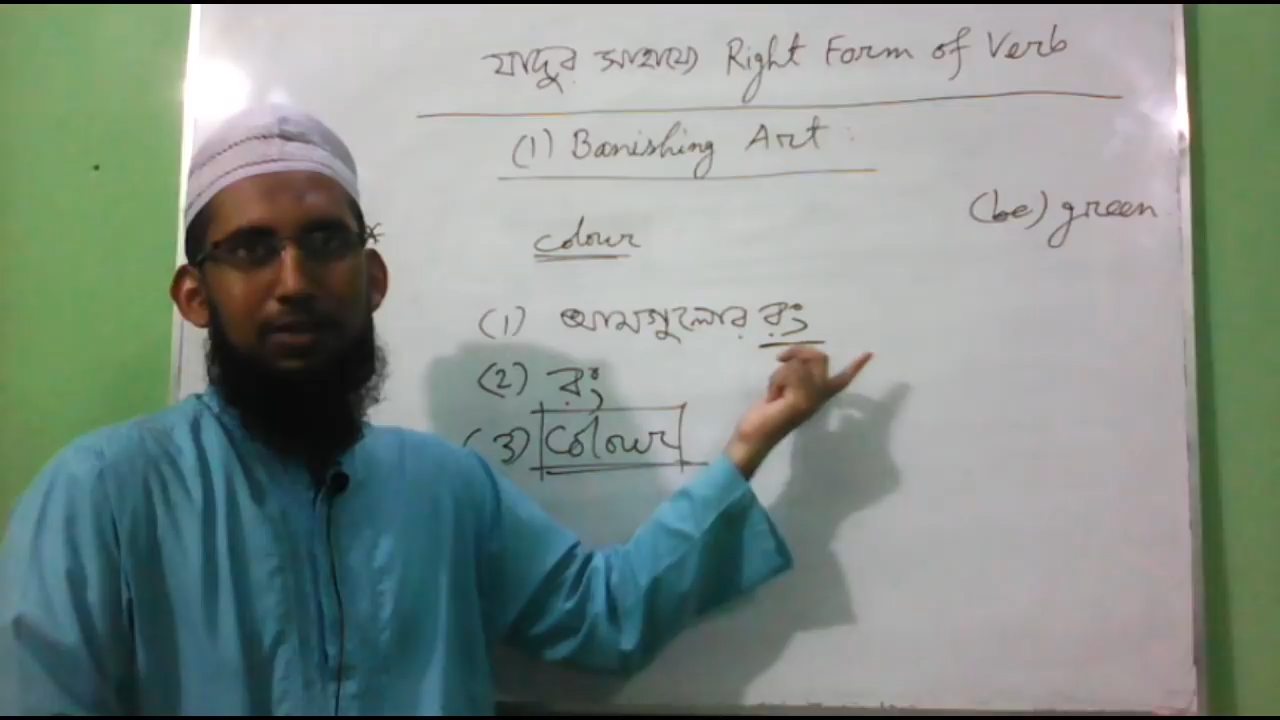 যাদুর সাহায্যে Right Form of Verb
(1) Banishing Art :
(be) green
colour
(1) আমগুলোর রং
(2) রং
(3) Colour